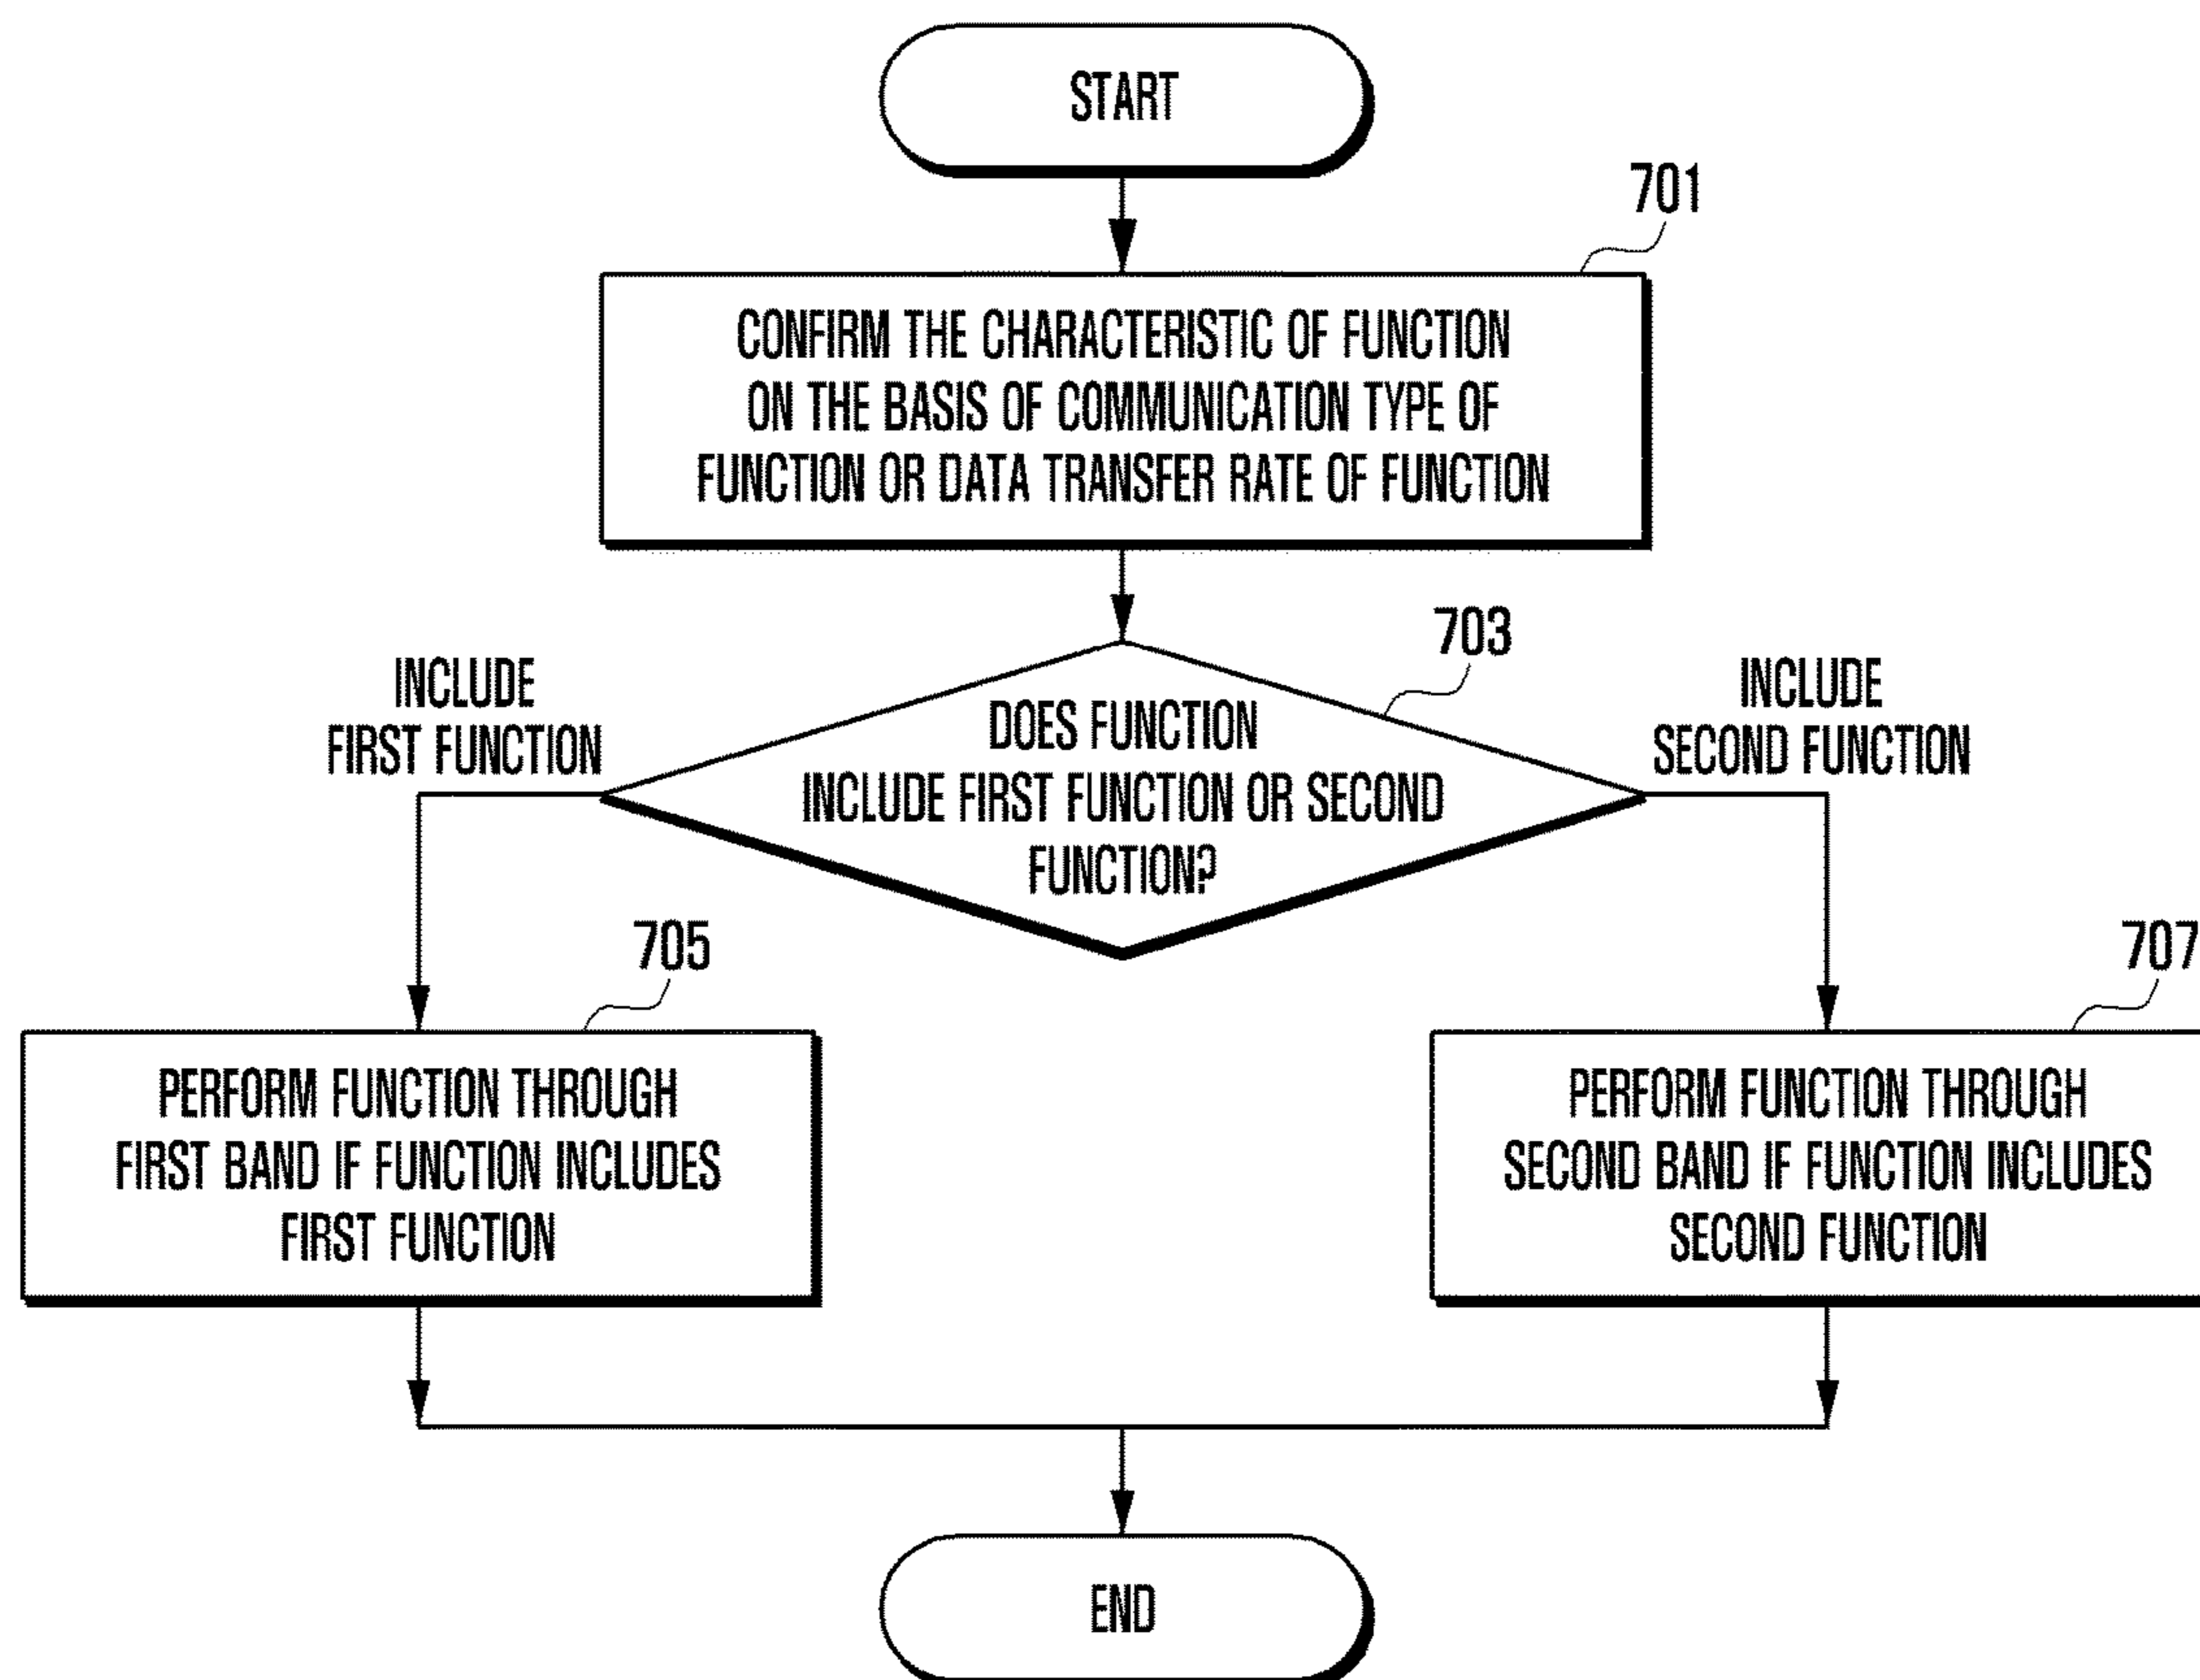 START
701
CONFIRM THE CHARACTERISTIC OF FUNCTION
ON THE BASIS OF COMMUNICATION TYPE OF
FUNCTION OR DATA TRANSFER RATE OF FUNCTION
703
DOES FUNCTION
INCLUDE FIRST FUNCTION OR SECOND
FUNCTION?
INCLUDE
FIRST FUNCTION
INCLUDE
SECOND FUNCTION
705
PERFORM FUNCTION THROUGH
FIRST BAND IF FUNCTION INCLUDES
FIRST FUNCTION
707
PERFORM FUNCTION THROUGH
SECOND BAND IF FUNCTION INCLUDES
SECOND FUNCTION
END